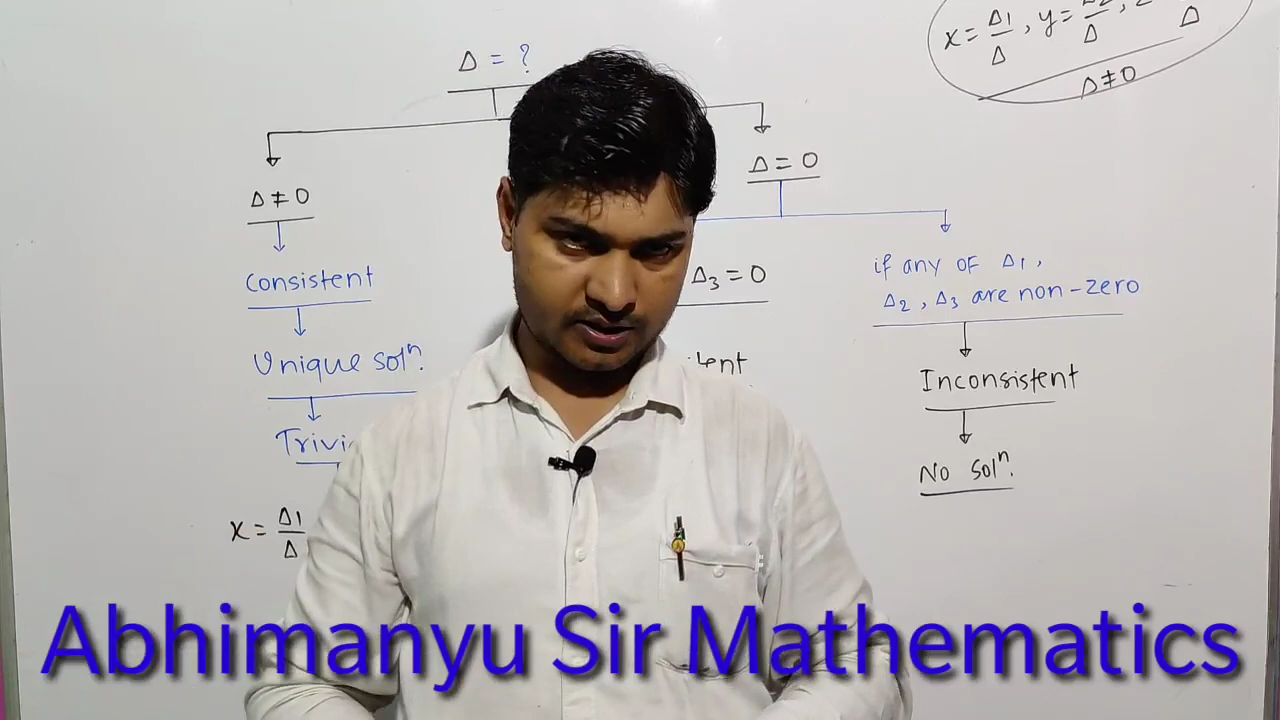 x = Δ1/Δ , y = Δ2/Δ , z
Δ
Δ ≠ 0
Δ = ?
Δ ≠ 0
Consistent
Unique solⁿ.
x = Δ1/Δ
Δ = 0
Δ₃ = 0
if any of Δ1,
Δ₂, Δ₃ are non-zero
Inconsistent
No solⁿ.
Abhimanyu Sir Mathematics